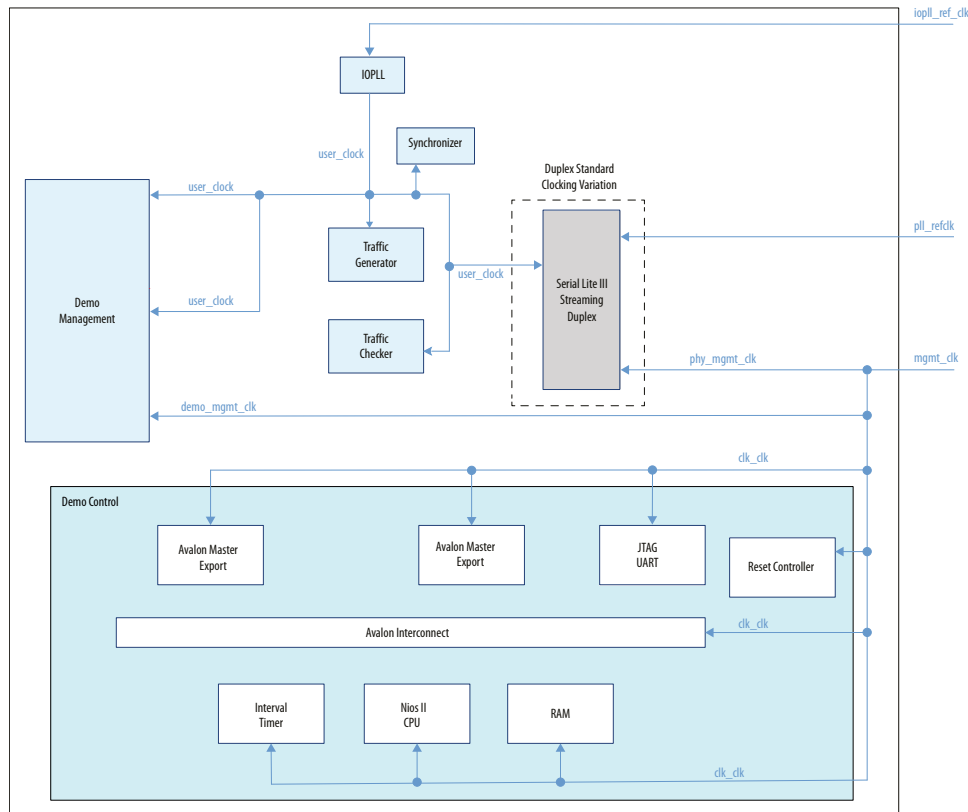 iopll_ref_clk
IOPLL
user_clock
Synchronizer
Duplex Standard
Clocking Variation
user_clock
pll_refclk
Traffic
Generator
user_clock
Serial Lite III
Streaming
Duplex
Demo
Management
user_clock
Traffic
Checker
phy_mgmt_clk
mgmt_clk
demo_mgmt_clk
clk_clk
Demo Control
Avalon Master
Export
Avalon Master
Export
JTAG
UART
Reset Controller
Avalon Interconnect
clk_clk
Interval
Timer
Nios II
CPU
RAM
clk_clk